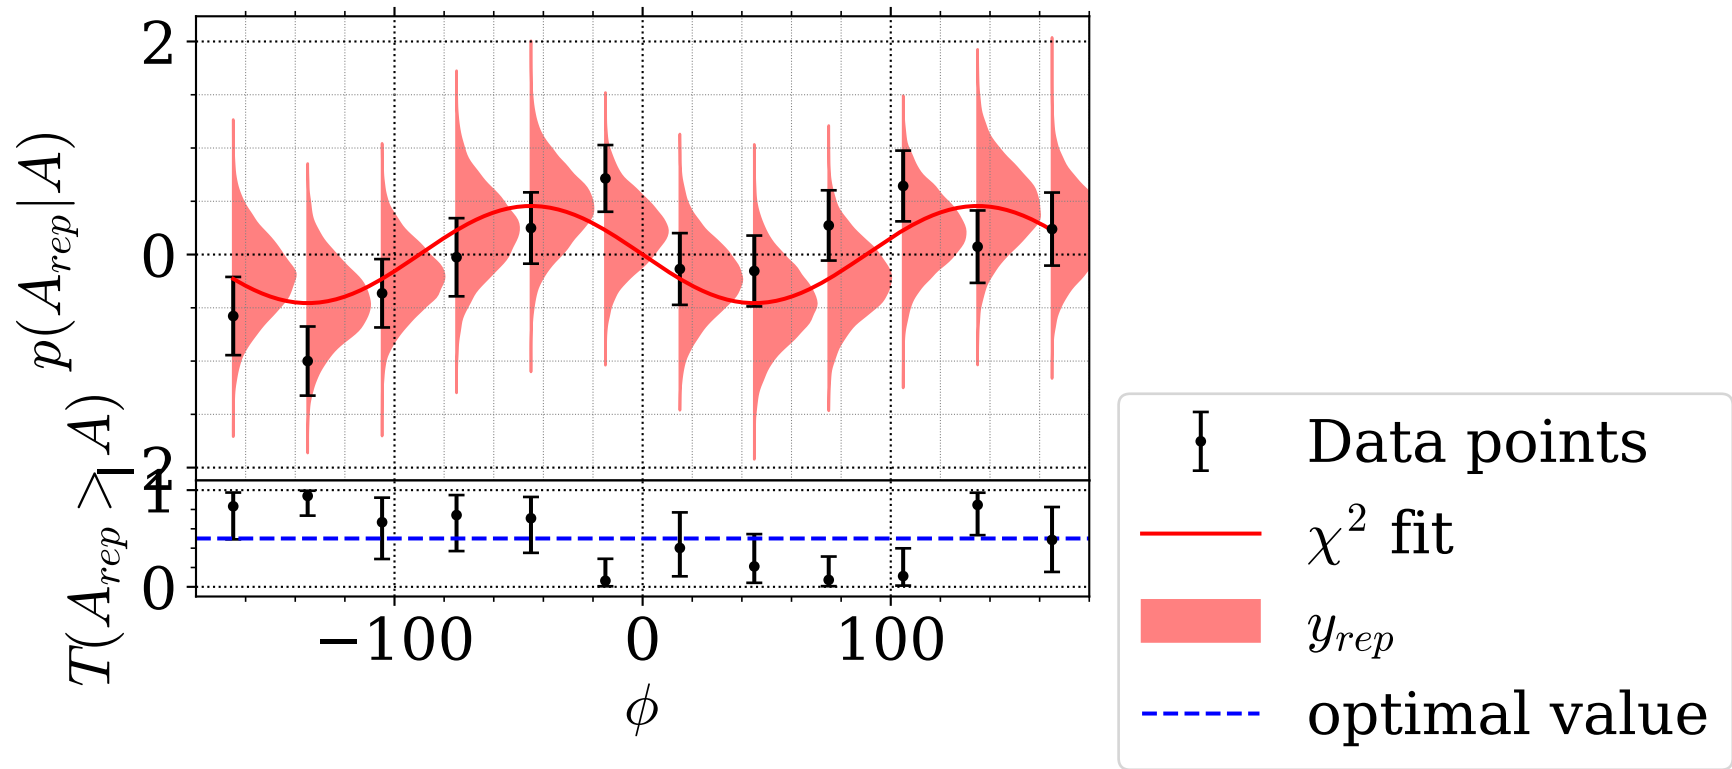 p(A_{rep}|A)
2
0
−2
T(A_{rep} > A)
1
0
−100 0 100
ϕ
Data points
χ² fit
y_{rep}
optimal value